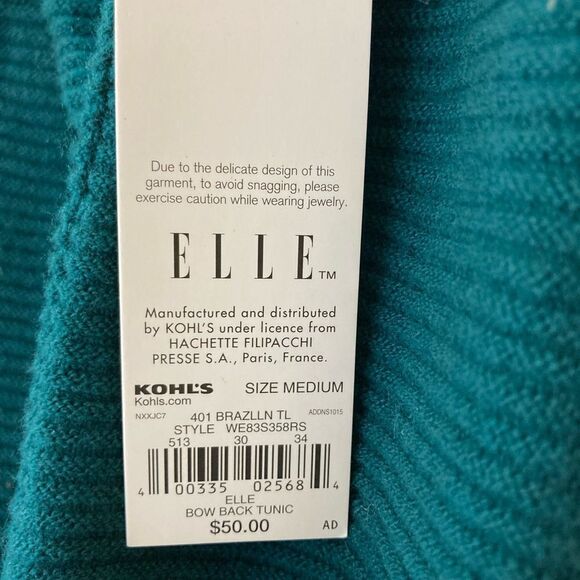 Due to the delicate design of this
garment, to avoid snagging, please
exercise caution while wearing jewelry.
ELLE™
Manufactured and distributed
by KOHL'S under licence from
HACHETTE FILIPACCHI
PRESSE S.A., Paris, France.
KOHL'S SIZE MEDIUM
Kohls.com
NXXJC7 401 BRAZLLN TL ADDNS1015
STYLE WE83S358RS
513 30 34
4 00335 02568 4
ELLE
BOW BACK TUNIC
$50.00 AD